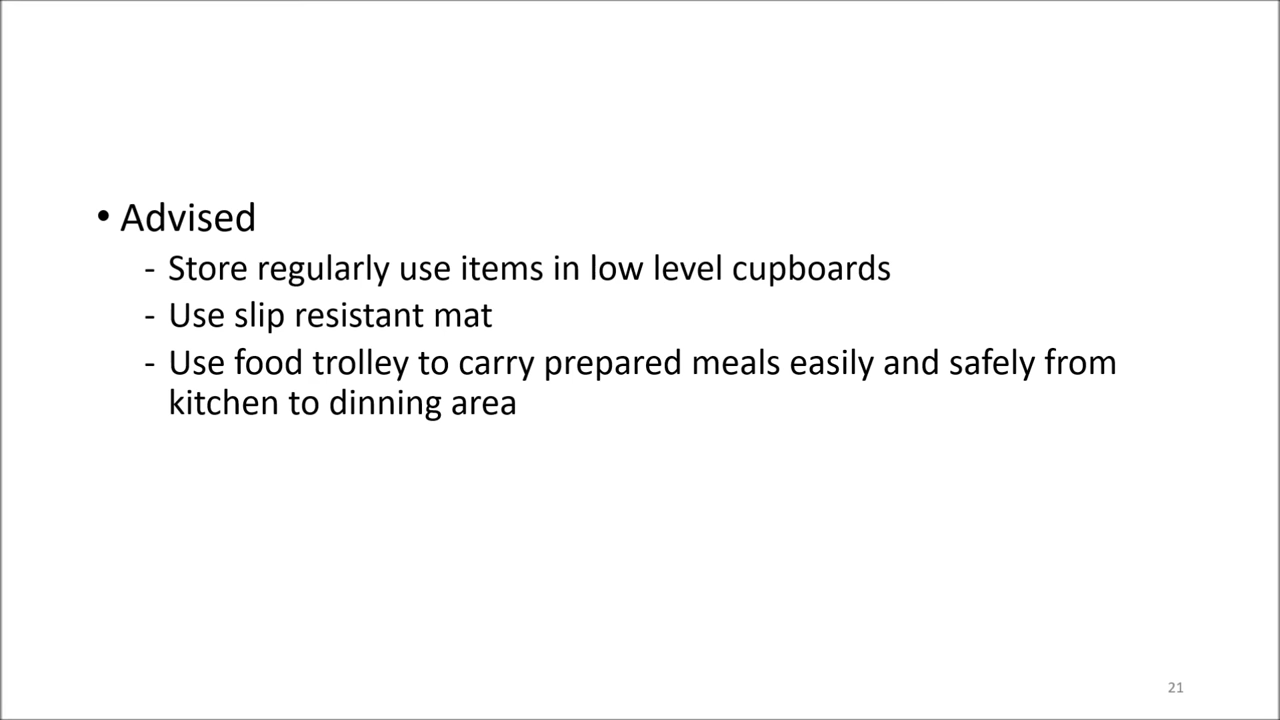 • Advised
- Store regularly use items in low level cupboards
- Use slip resistant mat
- Use food trolley to carry prepared meals easily and safely from
kitchen to dinning area
21